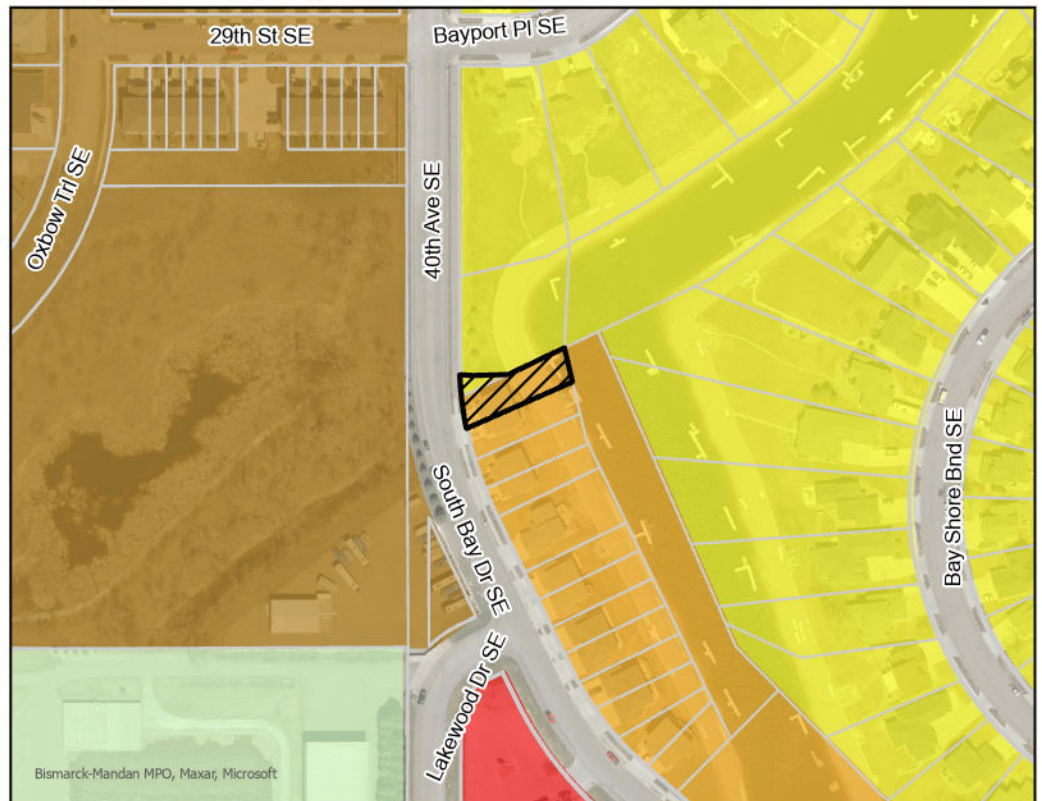 29th St SE
Bayport Pl SE
Oxbow Trl SE
40th Ave SE
South Bay Dr SE
Bay Shore Bnd SE
Lakewood Dr SE
Bismarck-Mandan MPO, Maxar, Microsoft